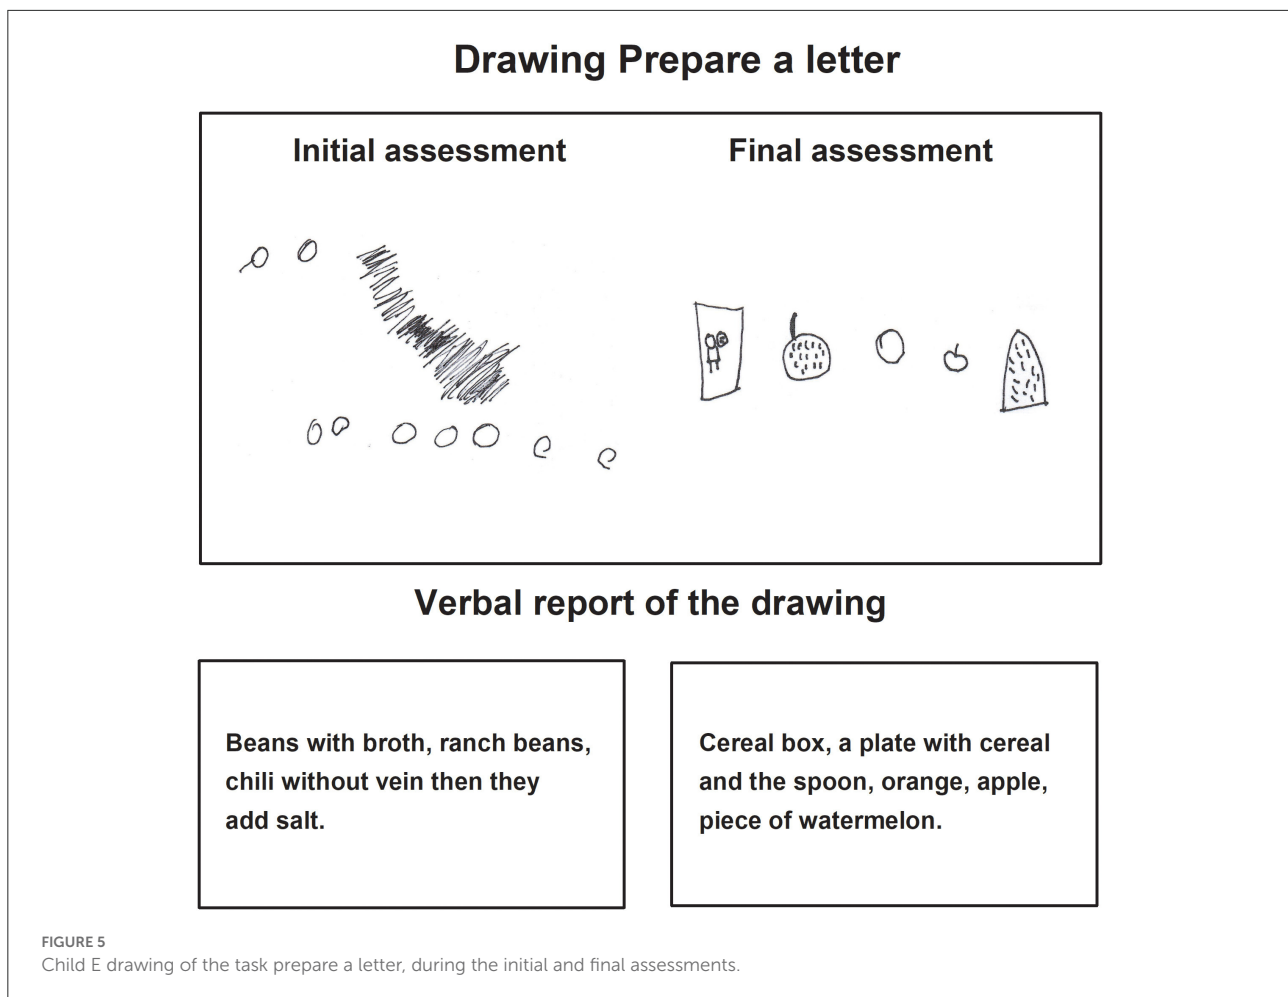 Drawing Prepare a letter
Initial assessment
Final assessment
Verbal report of the drawing
Beans with broth, ranch beans,
chili without vein then they
add salt.
Cereal box, a plate with cereal
and the spoon, orange, apple,
piece of watermelon.
FIGURE 5
Child E drawing of the task prepare a letter, during the initial and final assessments.